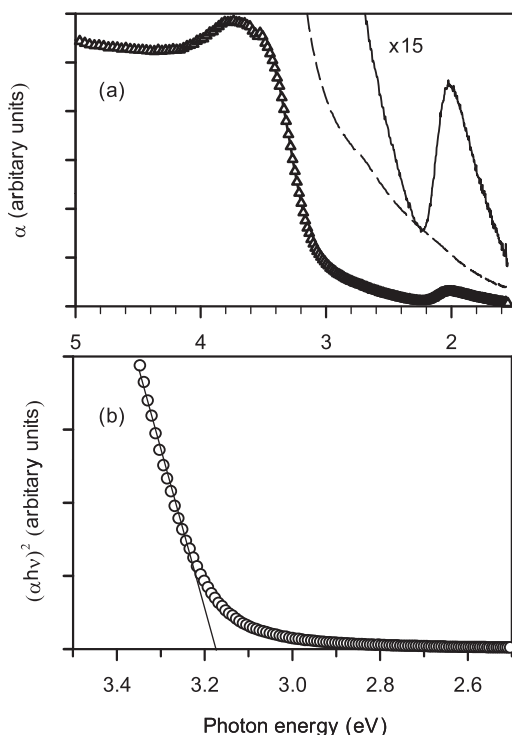 (a)
x15
α (arbitary units)
5 4 3 2
(b)
(αhν)² (arbitary units)
3.4 3.2 3.0 2.8 2.6
Photon energy (eV)